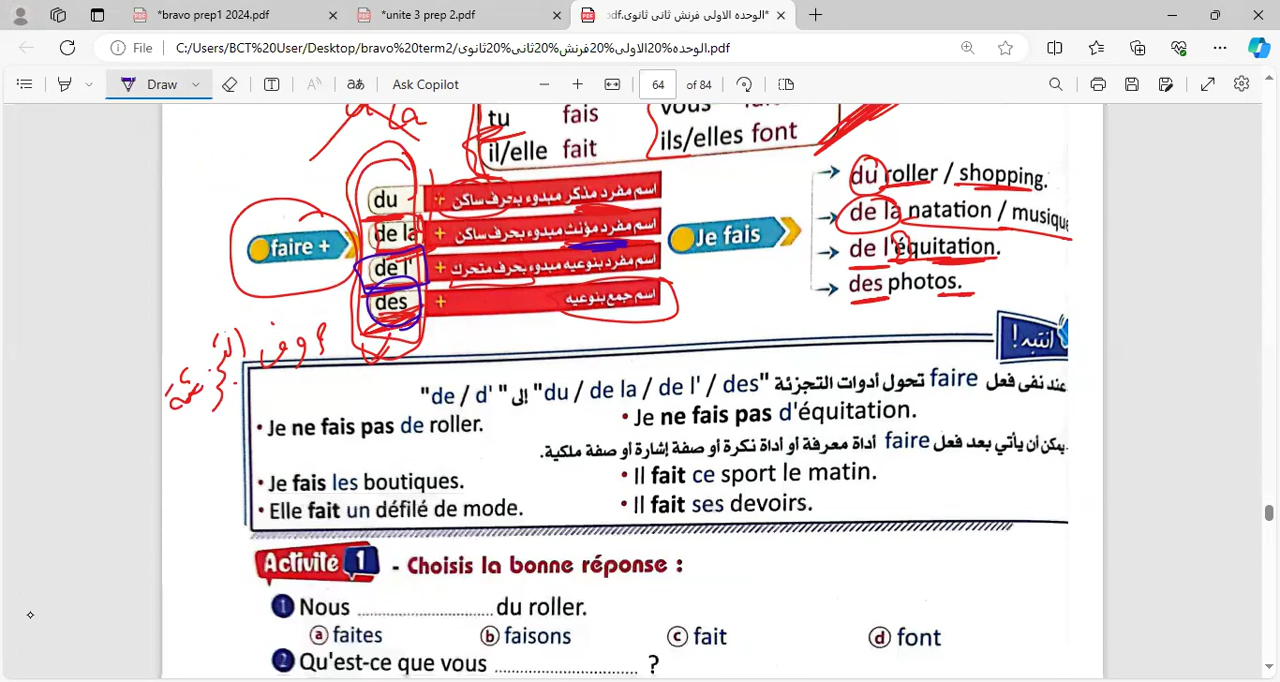 *bravo prep1 2024.pdf
*unite 3 prep 2.pdf
*الوحده الاولى فرنش ثانى ثانوى.pdf
File
C:/Users/BCT%20User/Desktop/bravo%20term2/الوحده%20الاولى%20فرنش%20ثانى%20ثانوى.pdf
Draw
aあ
Ask Copilot
64 of 84
tu fais
vous
il/elle fait
ils/elles font
faire +
du + اسم مفرد مذكر مبدوء بحرف ساكن
de la + اسم مفرد مؤنث مبدوء بحرف ساكن
de l' + اسم مفرد بنوعيه مبدوء بحرف متحرك
des + اسم جمع بنوعيه
Je fais
du roller / shopping.
de la natation / musique
de l'équitation.
des photos.
انتبه!
عند نفى فعل faire تحول أدوات التجزئة "du / de la / de l' / des" إلى "de / d'"
• Je ne fais pas de roller.
• Je ne fais pas d'équitation.
يمكن أن يأتي بعد فعل faire أداة معرفة أو أداة نكرة أو صفة إشارة أو صفة ملكية.
• Je fais les boutiques.
• Il fait ce sport le matin.
• Elle fait un défilé de mode.
• Il fait ses devoirs.
Activité 1 - Choisis la bonne réponse :
1 Nous ........................ du roller.
a faites
b faisons
c fait
d font
2 Qu'est-ce que vous ........................ ?